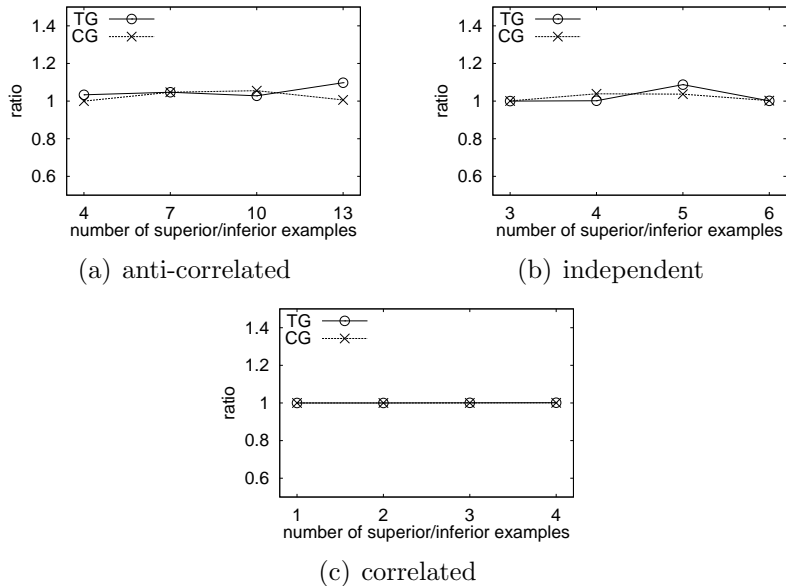 1.4
1.2
1
0.8
0.6
ratio
TG
CG
4 7 10 13
number of superior/inferior examples
(a) anti-correlated
1.4
1.2
1
0.8
0.6
ratio
TG
CG
3 4 5 6
number of superior/inferior examples
(b) independent
1.4
1.2
1
0.8
0.6
ratio
TG
CG
1 2 3 4
number of superior/inferior examples
(c) correlated